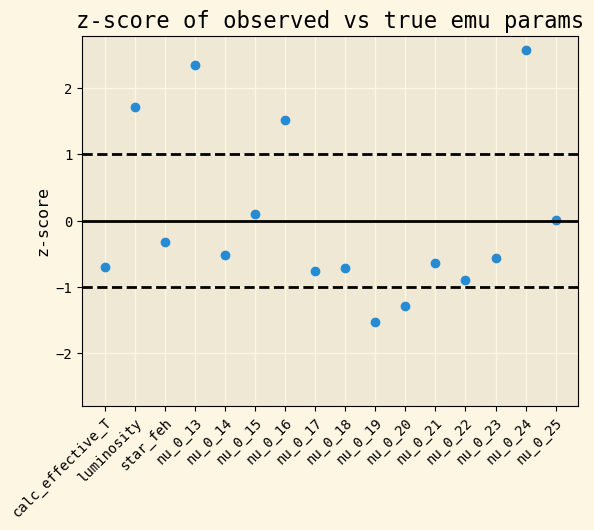 z-score of observed vs true emu params
z-score
2
1
0
−1
−2
calc_effective_T
luminosity
star_feh
nu_0_13
nu_0_14
nu_0_15
nu_0_16
nu_0_17
nu_0_18
nu_0_19
nu_0_20
nu_0_21
nu_0_22
nu_0_23
nu_0_24
nu_0_25